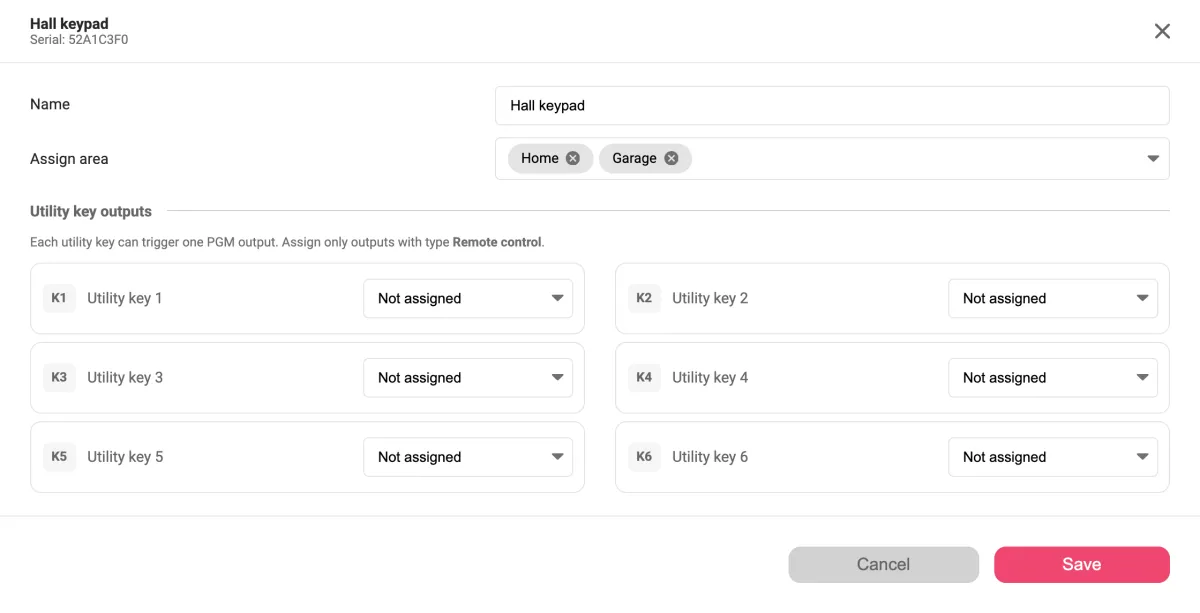 Hall keypad
Serial: 52A1C3F0
Name
Hall keypad
Assign area
Home
Garage
Utility key outputs
Each utility key can trigger one PGM output. Assign only outputs with type Remote control.
K1 Utility key 1 Not assigned
K2 Utility key 2 Not assigned
K3 Utility key 3 Not assigned
K4 Utility key 4 Not assigned
K5 Utility key 5 Not assigned
K6 Utility key 6 Not assigned
Cancel
Save